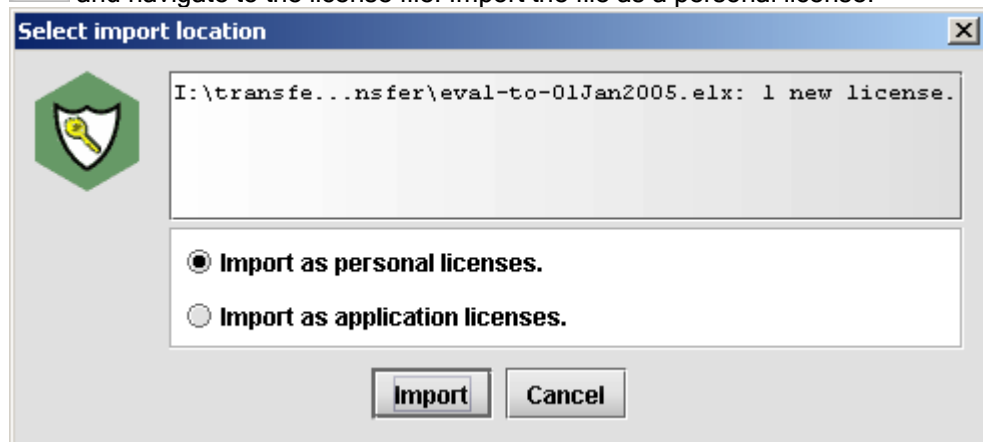 and navigate to the license file. Import the file as a personal license.
Select import location
I:\transfe...nsfer\eval-to-01Jan2005.elx: 1 new license.
Import as personal licenses.
Import as application licenses.
Import Cancel